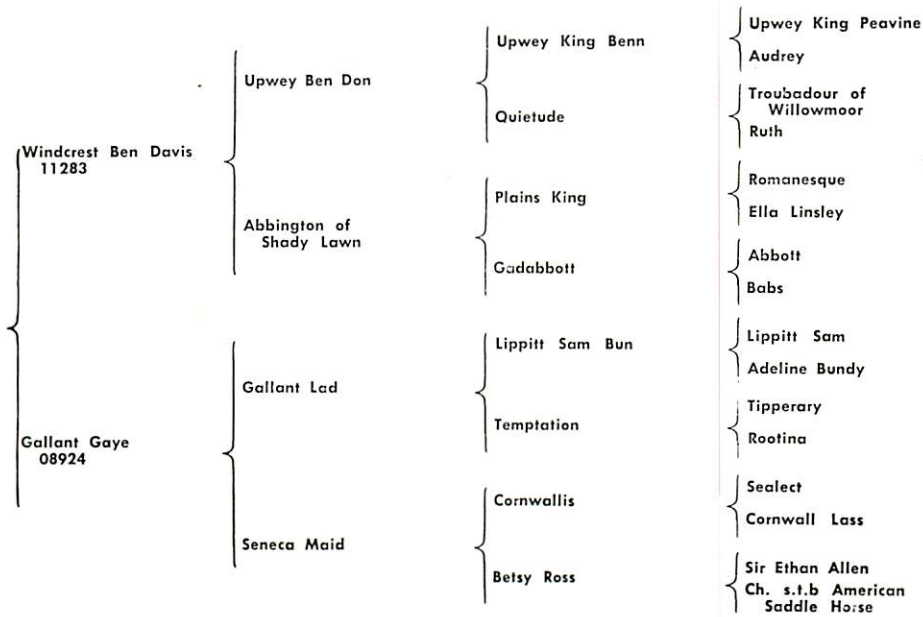 Windcrest Ben Davis
11283
Gallant Gaye
08924
Upwey Ben Don
Abbington of
Shady Lawn
Gallant Lad
Seneca Maid
Upwey King Benn
Quietude
Plains King
Gadabbott
Lippitt Sam Bun
Temptation
Cornwallis
Betsy Ross
Upwey King Peavine
Audrey
Troubadour of
Willowmoor
Ruth
Romanesque
Ella Linsley
Abbott
Babs
Lippitt Sam
Adeline Bundy
Tipperary
Rootina
Sealect
Cornwall Lass
Sir Ethan Allen
Ch. s.t.b American
Saddle Horse